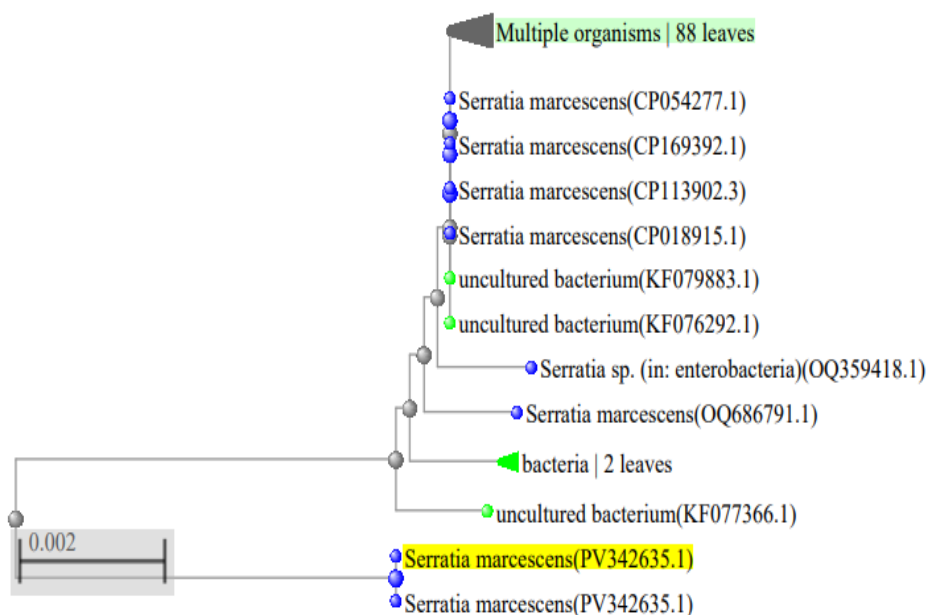 Multiple organisms | 88 leaves
Serratia marcescens(CP054277.1)
Serratia marcescens(CP169392.1)
Serratia marcescens(CP113902.3)
Serratia marcescens(CP018915.1)
uncultured bacterium(KF079883.1)
uncultured bacterium(KF076292.1)
Serratia sp. (in: enterobacteria)(OQ359418.1)
Serratia marcescens(OQ686791.1)
bacteria | 2 leaves
uncultured bacterium(KF077366.1)
0.002
Serratia marcescens(PV342635.1)
Serratia marcescens(PV342635.1)